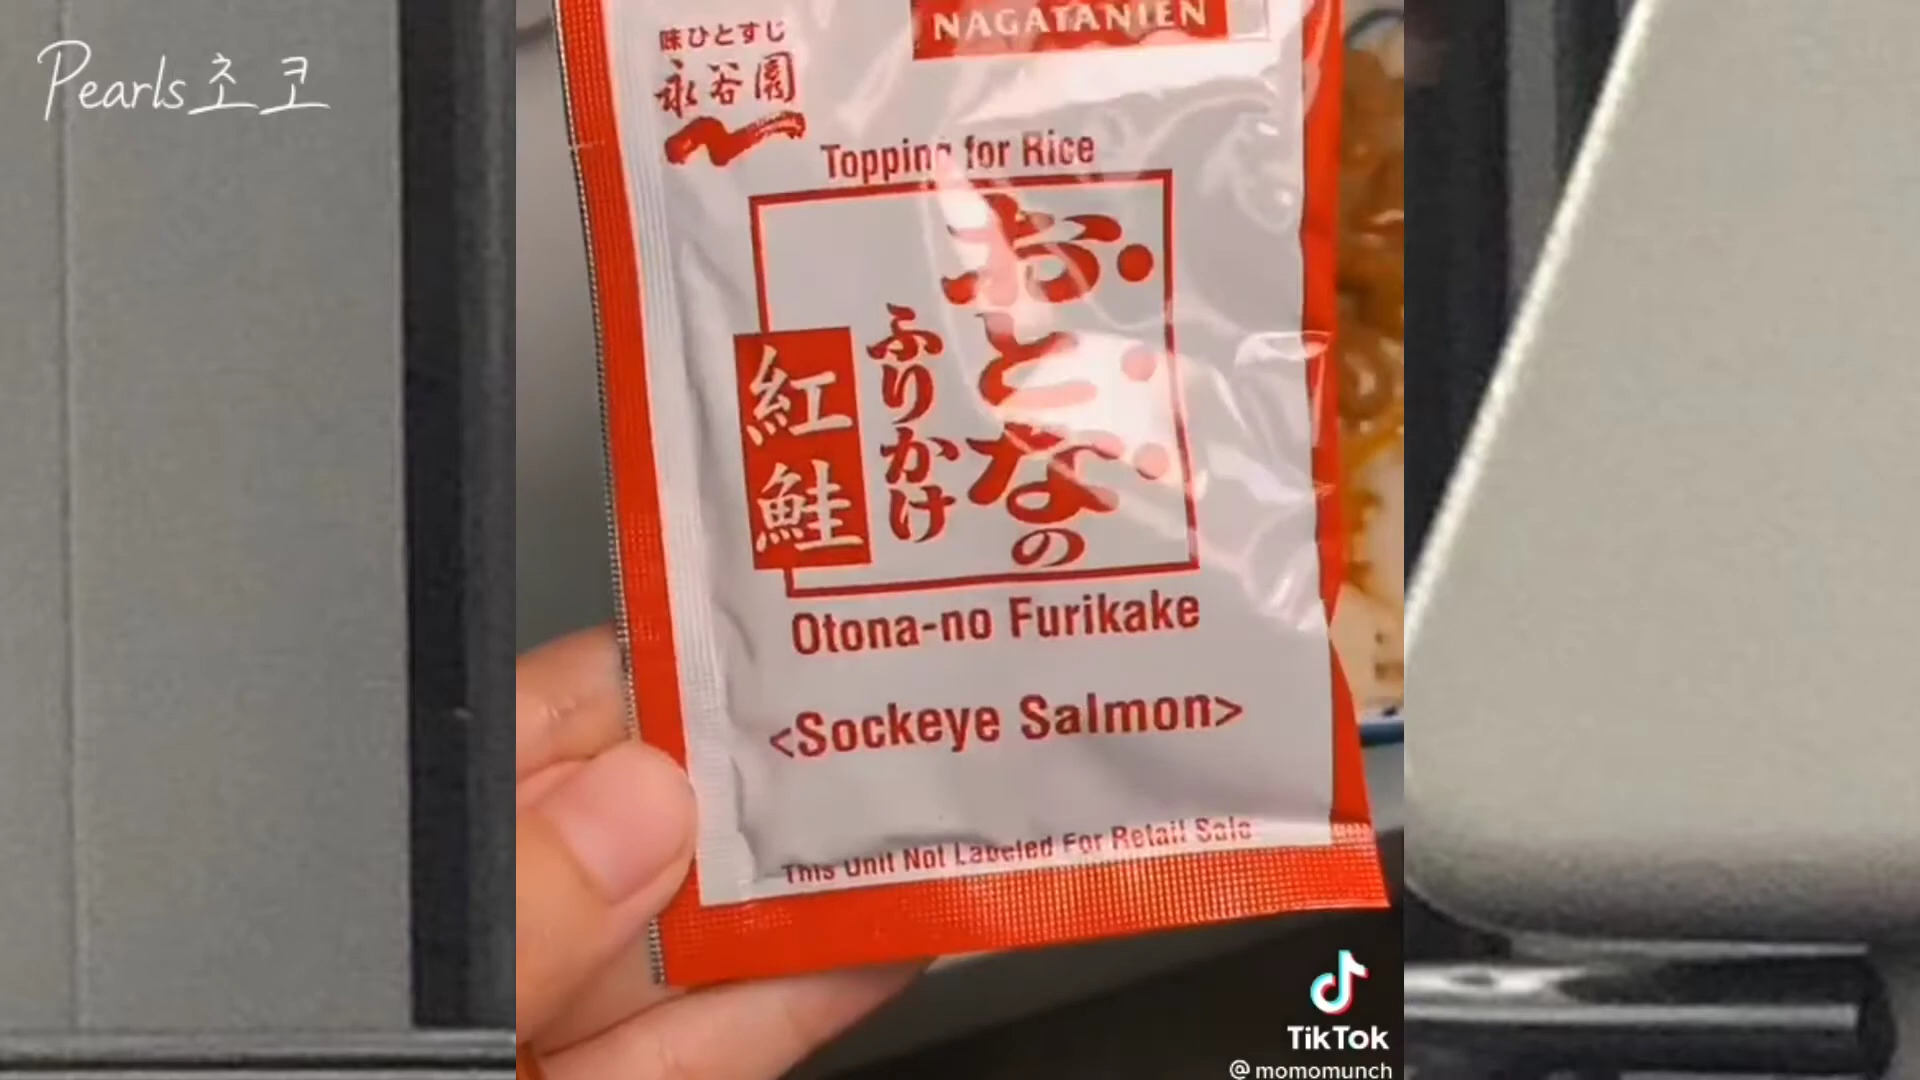 Pearls초코
NAGATANIEN
味ひとすじ
永谷園
Topping for Rice
おとなの
ふりかけ
紅鮭
Otona-no Furikake
<Sockeye Salmon>
This Unit Not Labeled For Retail Sale
TikTok
@momomunch